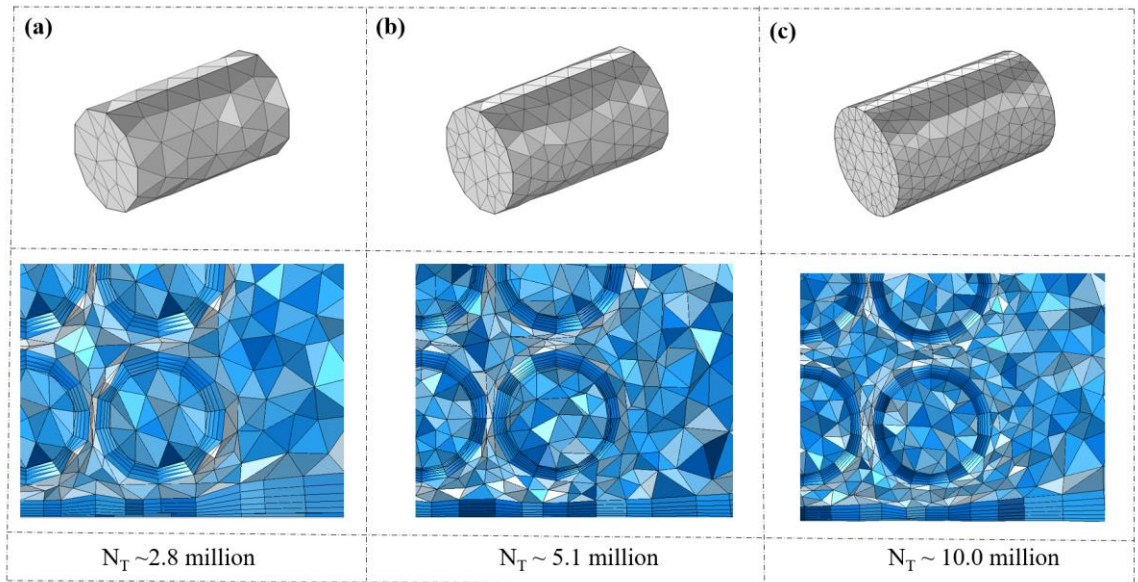 (a)
(b)
(c)
N_T ~2.8 million
N_T ~ 5.1 million
N_T ~ 10.0 million